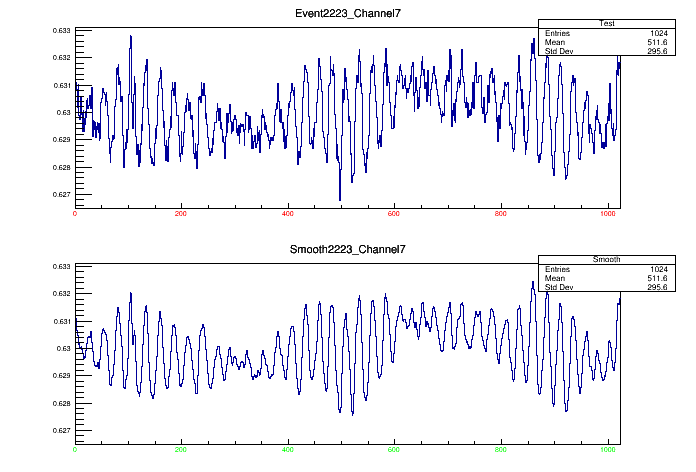 Event2223_Channel7
Test
Entries 1024
Mean 511.6
Std Dev 295.6
0.633
0.632
0.631
0.63
0.629
0.628
0.627
0 200 400 600 800 1000
Smooth2223_Channel7
Smooth
Entries 1024
Mean 511.6
Std Dev 295.6
0.633
0.632
0.631
0.63
0.629
0.628
0.627
0 200 400 600 800 1000